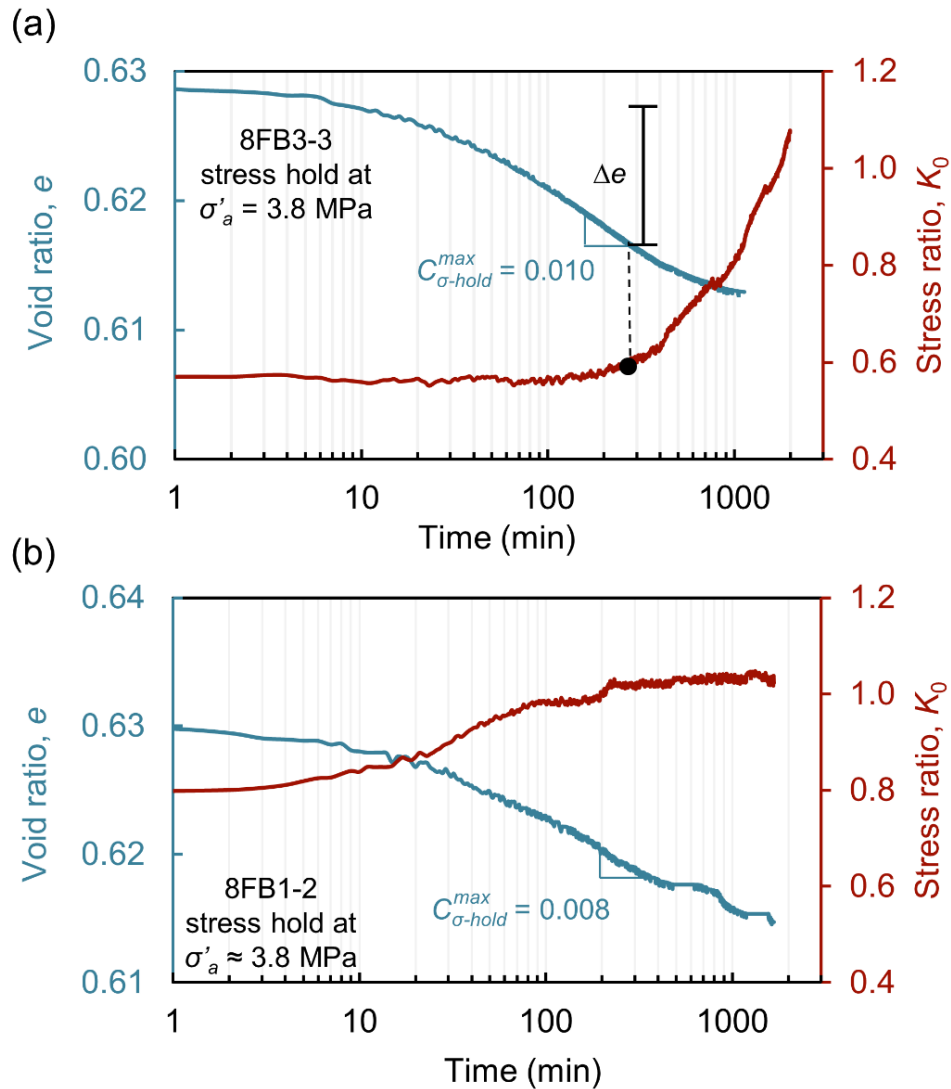 (a)
0.63
0.62
0.61
0.60
Void ratio, e
1.2
1.0
0.8
0.6
0.4
Stress ratio, K₀
8FB3-3
stress hold at
σ'ₐ = 3.8 MPa
Δe
C^{max}_{σ-hold} = 0.010
1
10
100
1000
Time (min)
(b)
0.64
0.63
0.62
0.61
Void ratio, e
1.2
1.0
0.8
0.6
0.4
Stress ratio, K₀
8FB1-2
stress hold at
σ'ₐ ≈ 3.8 MPa
C^{max}_{σ-hold} = 0.008
1
10
100
1000
Time (min)